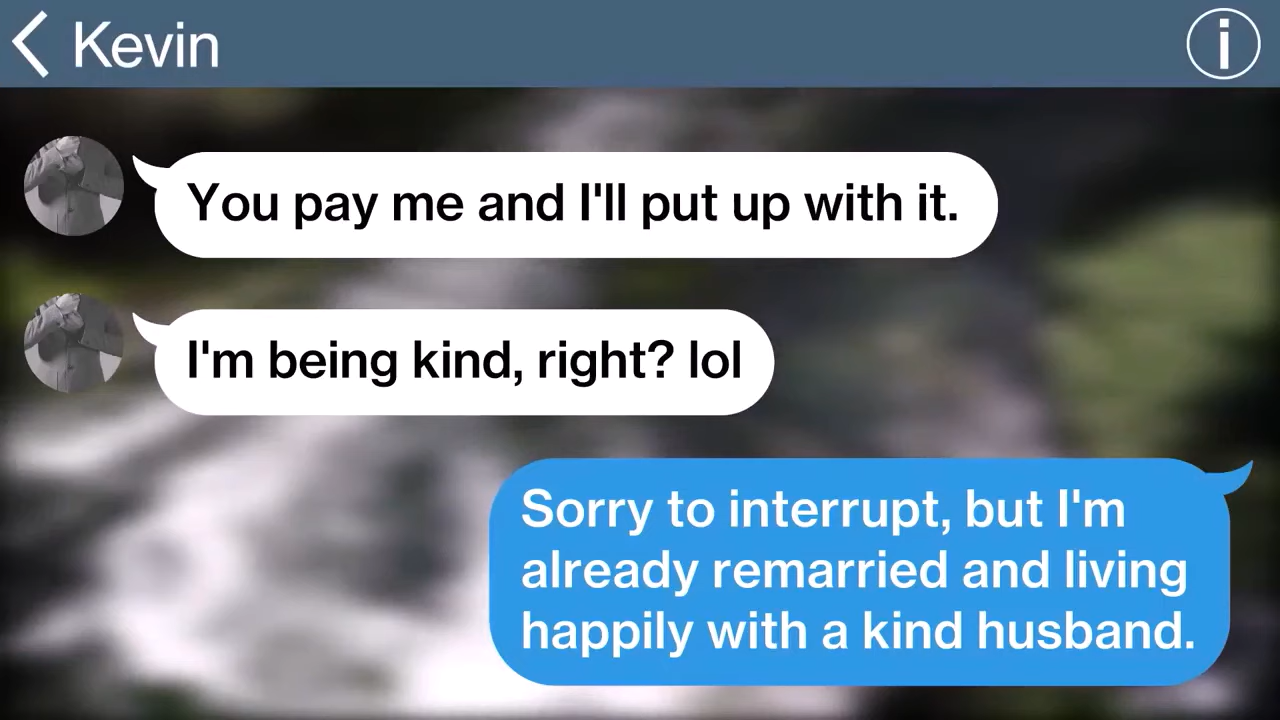 Kevin
You pay me and I'll put up with it.
I'm being kind, right? lol
Sorry to interrupt, but I'm
already remarried and living
happily with a kind husband.